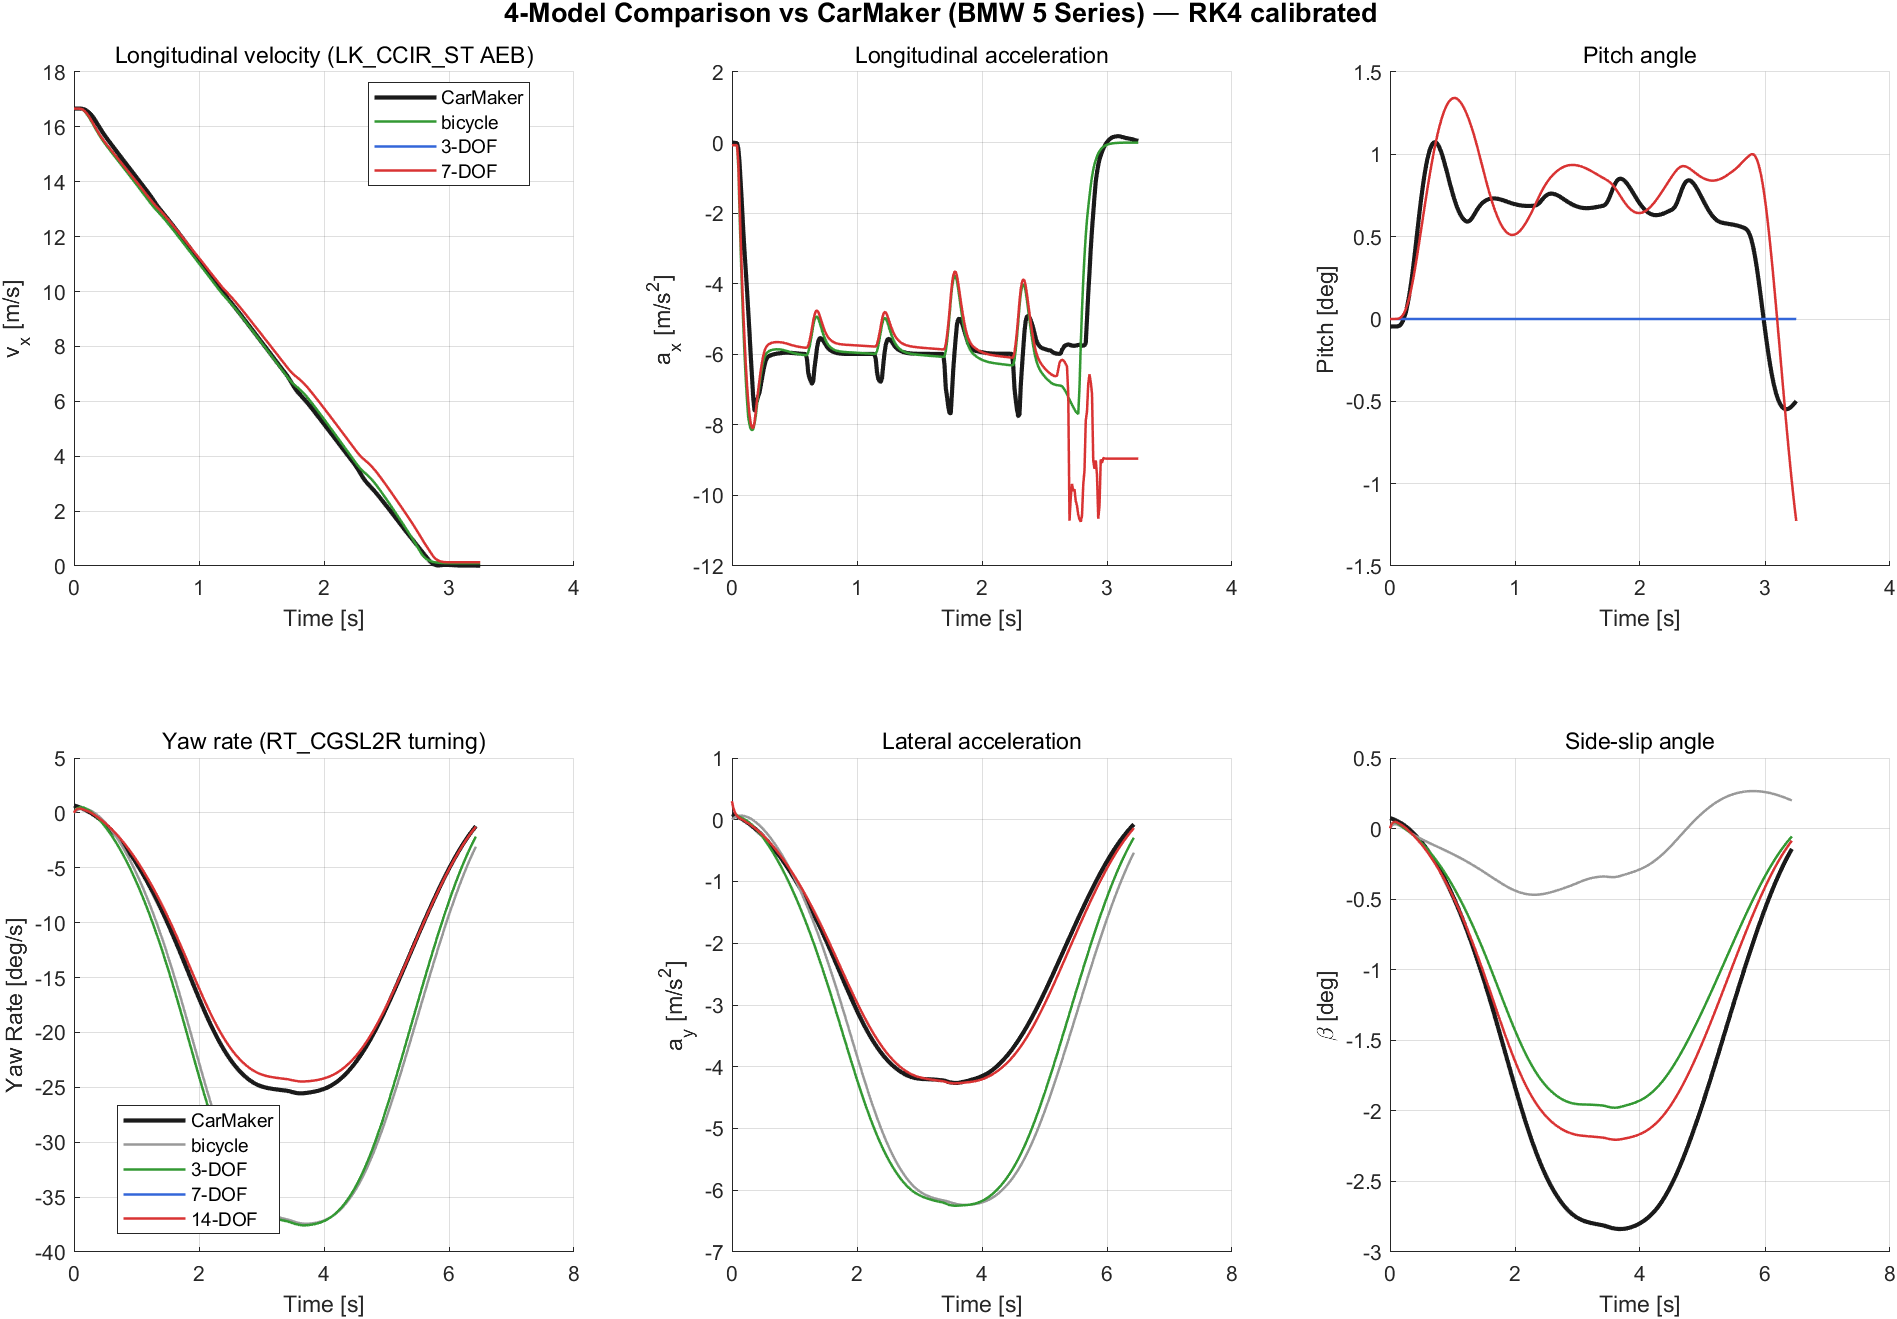 4-Model Comparison vs CarMaker (BMW 5 Series) — RK4 calibrated
Longitudinal velocity (LK_CCIR_ST AEB)
18
16
14
12
10
8
6
4
2
0
0 1 2 3 4
v_x [m/s]
Time [s]
CarMaker
bicycle
3-DOF
7-DOF
Longitudinal acceleration
2
0
-2
-4
-6
-8
-10
-12
0 1 2 3 4
a_x [m/s^2]
Time [s]
Pitch angle
1.5
1
0.5
0
-0.5
-1
-1.5
0 1 2 3 4
Pitch [deg]
Time [s]
Yaw rate (RT_CGSL2R turning)
5
0
-5
-10
-15
-20
-25
-30
-35
-40
0 2 4 6 8
Yaw Rate [deg/s]
Time [s]
CarMaker
bicycle
3-DOF
7-DOF
14-DOF
Lateral acceleration
1
0
-1
-2
-3
-4
-5
-6
-7
0 2 4 6 8
a_y [m/s^2]
Time [s]
Side-slip angle
0.5
0
-0.5
-1
-1.5
-2
-2.5
-3
0 2 4 6 8
β [deg]
Time [s]